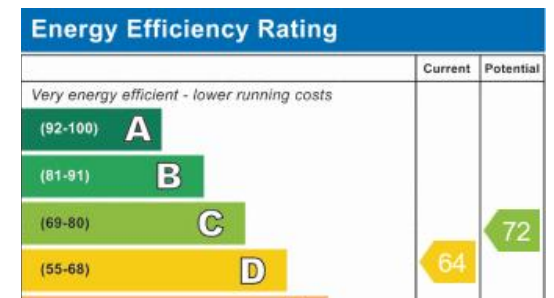 Energy Efficiency Rating
Current Potential
Very energy efficient - lower running costs
(92-100) A
(81-91) B
(69-80) C
72
(55-68) D
64